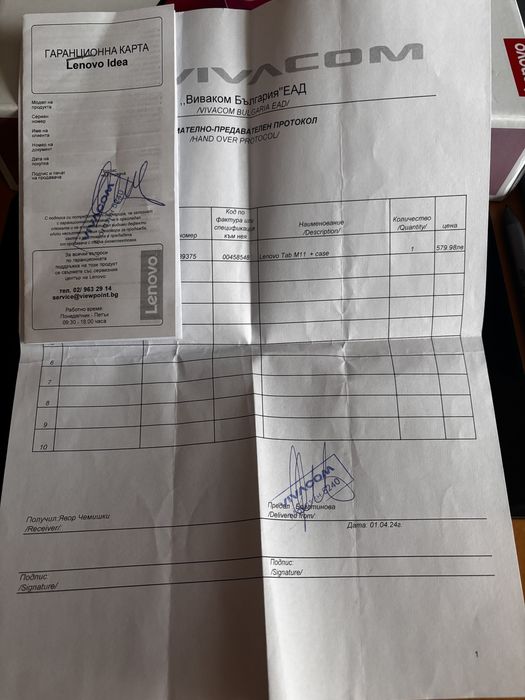 ГАРАНЦИОННА КАРТА
Lenovo Idea
Модел на
продукта
Сериен
номер
Име на
клиента
Номер на
документ
Дата на
покупка
Подпис и печат
на продавача
VIVACOM
За всички въпроси
по гаранционната
поддръжка на този продукт
се свържете със сервизния
център на Lenovo
тел. 02/ 963 29 14
service@viewpoint.bg
Работно време:
Понеделник - Петък
09:30 - 18:00 часа
Lenovo
VIVACOM
,,Виваком България"ЕАД
/VIVACOM BULGARIA EAD/
МАТЕЛНО-ПРЕДАВАТЕЛЕН ПРОТОКОЛ
/HAND OVER PROTOCOL/
номер
Код по
фактура или
спецификация
към нея
Наименование
/Description/
Количество
/Quantity/
цена
89375
00458548
Lenovo Tab M11 + case
1
579.98лв
6
7
8
9
10
VIVACOM
Получил:Явор Чемишки
/Receiver/
Предал:
/Delivered from/
Дата: 01.04.24г.
Подпис:
/Signature/
Подпис:
/Signature/
1
Lenovo